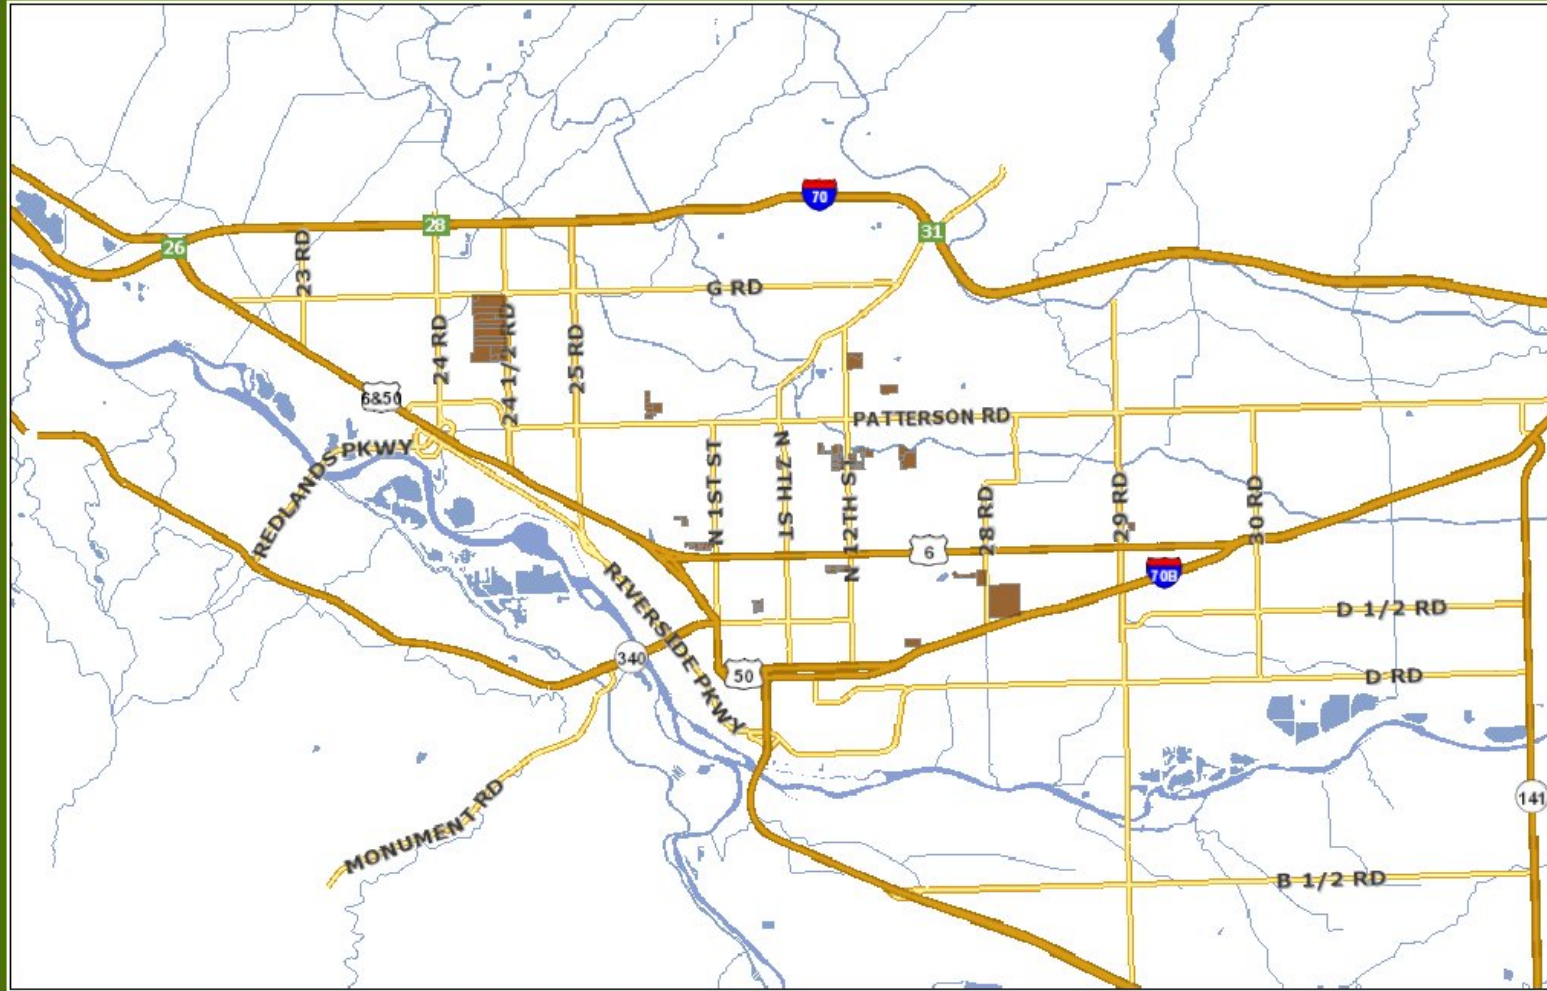 70
28
31
26
23 RD
G RD
24 RD
24 1/2 RD
25 RD
6&50
PATTERSON RD
REDLANDS PKWY
N 1ST ST
N 7TH ST
N 12TH ST
28 RD
29 RD
30 RD
6
70B
RIVERSIDE PKWY
D 1/2 RD
340
50
D RD
MONUMENT RD
141
B 1/2 RD